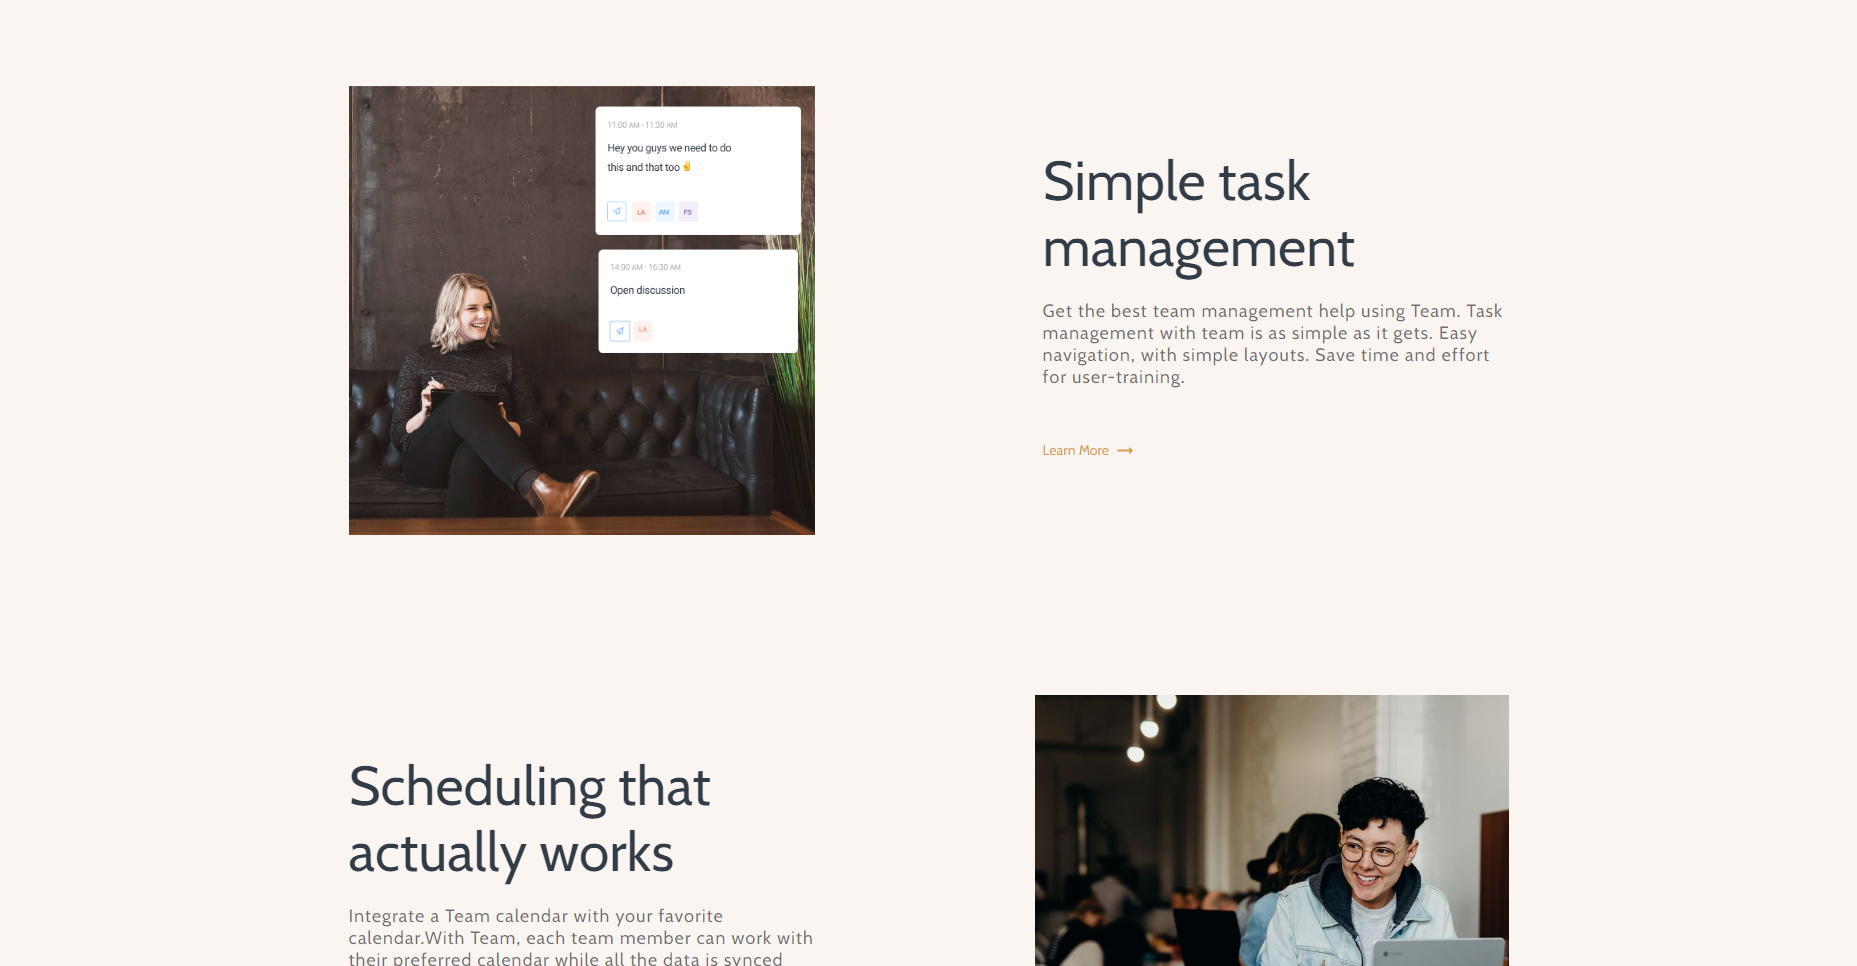 11:00 AM - 11:30 AM
Hey you guys we need to do
this and that too ✌
LA AM FS
14:00 AM - 16:30 AM
Open discussion
LA
Simple task
management
Get the best team management help using Team. Task
management with team is as simple as it gets. Easy
navigation, with simple layouts. Save time and effort
for user-training.
Learn More →
Scheduling that
actually works
Integrate a Team calendar with your favorite
calendar.With Team, each team member can work with
their preferred calendar while all the data is synced